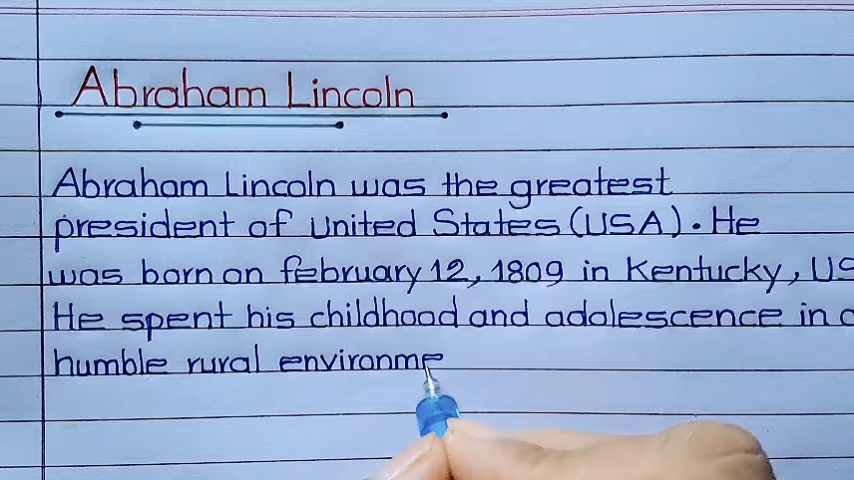 Abraham Lincoln
Abraham Lincoln was the greatest
president of united States (USA). He
was born on february 12, 1809 in Kentucky, US
He spent his childhood and adolescence in a
humble rural environme